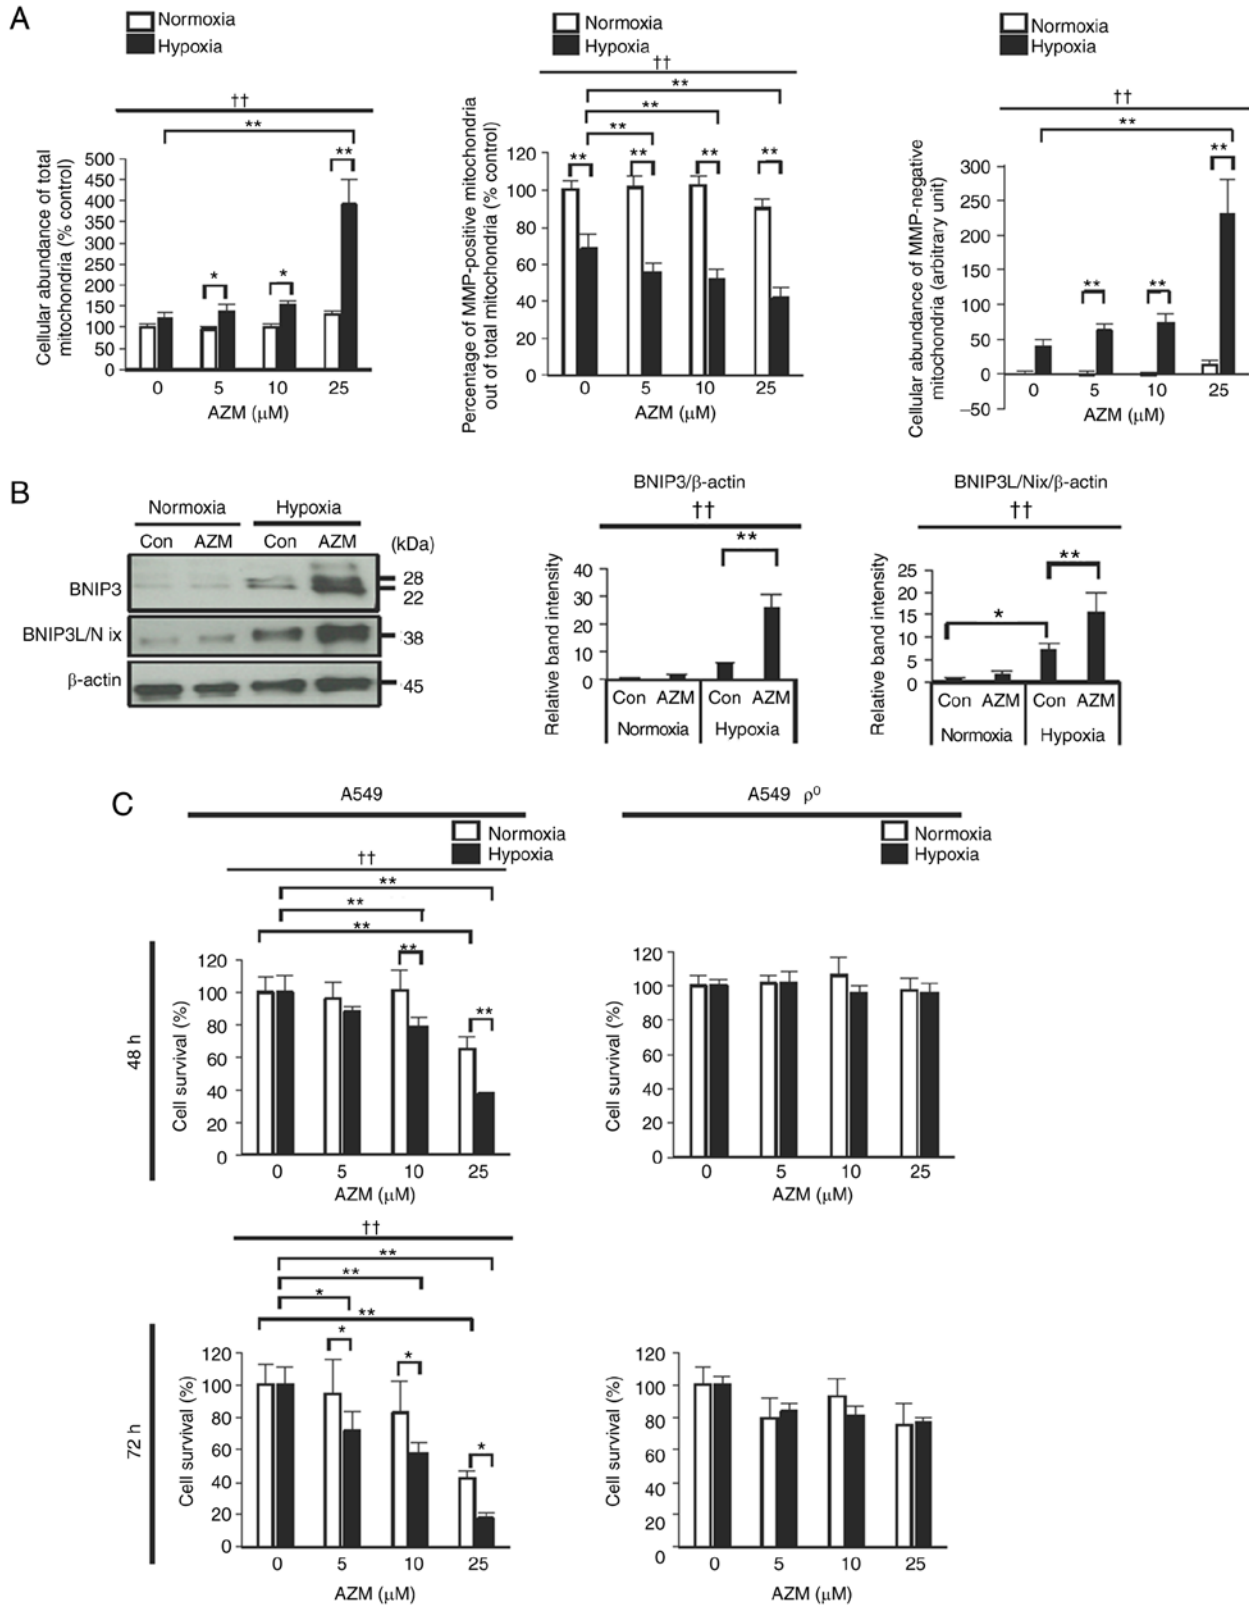 A
Normoxia
Hypoxia
††
**
**
*
*
Cellular abundance of total
mitochondria (% control)
500
450
400
350
300
250
200
150
100
50
0
0 5 10 25
AZM (μM)
Normoxia
Hypoxia
††
**
**
**
** ** ** **
Percentage of MMP-positive mitochondria
out of total mitochondria (% control)
120
100
80
60
40
20
0
0 5 10 25
AZM (μM)
Normoxia
Hypoxia
††
**
**
** **
Cellular abundance of MMP-negative
mitochondria (arbitrary unit)
300
250
200
150
100
50
0
−50
0 5 10 25
AZM (μM)
B
Normoxia Hypoxia
Con AZM Con AZM (kDa)
BNIP3
28
22
BNIP3L/N ix
38
β-actin
45
BNIP3/β-actin
††
**
Relative band intensity
40
30
20
10
0
Con AZM Con AZM
Normoxia Hypoxia
BNIP3L/Nix/β-actin
††
**
*
Relative band intensity
25
20
15
10
5
0
Con AZM Con AZM
Normoxia Hypoxia
C
A549
Normoxia
Hypoxia
††
**
**
**
**
**
48 h
Cell survival (%)
120
100
80
60
40
20
0
0 5 10 25
AZM (μM)
A549 ρ⁰
Normoxia
Hypoxia
Cell survival (%)
120
100
80
60
40
20
0
0 5 10 25
AZM (μM)
††
**
**
*
**
*
*
*
72 h
Cell survival (%)
120
100
80
60
40
20
0
0 5 10 25
AZM (μM)
Cell survival (%)
120
100
80
60
40
20
0
0 5 10 25
AZM (μM)